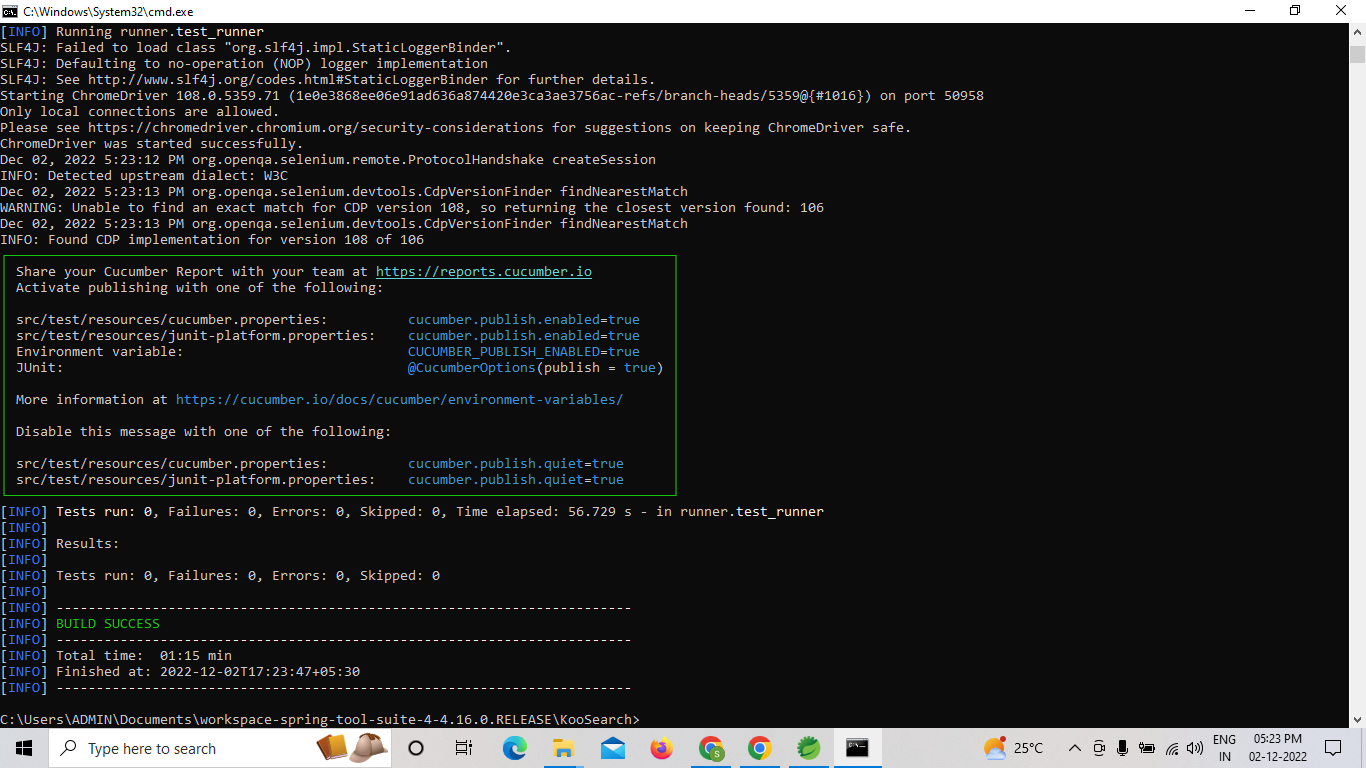 C:\Windows\System32\cmd.exe
[INFO] Running runner.test_runner
SLF4J: Failed to load class "org.slf4j.impl.StaticLoggerBinder".
SLF4J: Defaulting to no-operation (NOP) logger implementation
SLF4J: See http://www.slf4j.org/codes.html#StaticLoggerBinder for further details.
Starting ChromeDriver 108.0.5359.71 (1e0e3868ee06e91ad636a874420e3ca3ae3756ac-refs/branch-heads/5359@{#1016}) on port 50958
Only local connections are allowed.
Please see https://chromedriver.chromium.org/security-considerations for suggestions on keeping ChromeDriver safe.
ChromeDriver was started successfully.
Dec 02, 2022 5:23:12 PM org.openqa.selenium.remote.ProtocolHandshake createSession
INFO: Detected upstream dialect: W3C
Dec 02, 2022 5:23:13 PM org.openqa.selenium.devtools.CdpVersionFinder findNearestMatch
WARNING: Unable to find an exact match for CDP version 108, so returning the closest version found: 106
Dec 02, 2022 5:23:13 PM org.openqa.selenium.devtools.CdpVersionFinder findNearestMatch
INFO: Found CDP implementation for version 108 of 106
Share your Cucumber Report with your team at https://reports.cucumber.io
Activate publishing with one of the following:
src/test/resources/cucumber.properties: cucumber.publish.enabled=true
src/test/resources/junit-platform.properties: cucumber.publish.enabled=true
Environment variable: CUCUMBER_PUBLISH_ENABLED=true
JUnit: @CucumberOptions(publish = true)
More information at https://cucumber.io/docs/cucumber/environment-variables/
Disable this message with one of the following:
src/test/resources/cucumber.properties: cucumber.publish.quiet=true
src/test/resources/junit-platform.properties: cucumber.publish.quiet=true
[INFO] Tests run: 0, Failures: 0, Errors: 0, Skipped: 0, Time elapsed: 56.729 s - in runner.test_runner
[INFO]
[INFO] Results:
[INFO]
[INFO] Tests run: 0, Failures: 0, Errors: 0, Skipped: 0
[INFO]
[INFO] ------------------------------------------------------------------------
[INFO] BUILD SUCCESS
[INFO] ------------------------------------------------------------------------
[INFO] Total time:  01:15 min
[INFO] Finished at: 2022-12-02T17:23:47+05:30
[INFO] ------------------------------------------------------------------------
C:\Users\ADMIN\Documents\workspace-spring-tool-suite-4-4.16.0.RELEASE\KooSearch>
Type here to search
S
25°C
ENG
IN
05:23 PM
02-12-2022